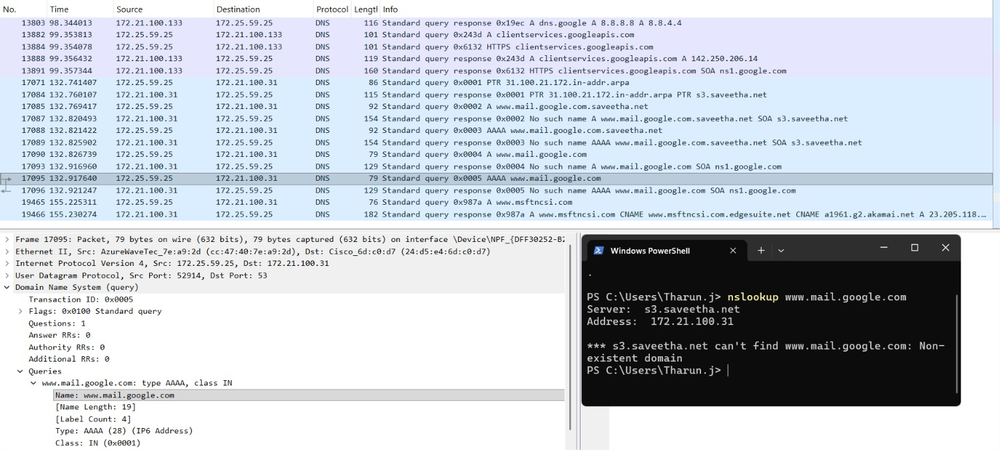 No. Time Source Destination Protocol Length Info
13803 98.344013 172.21.100.133 172.25.59.25 DNS 116 Standard query response 0x19ec A dns.google A 8.8.8.8 A 8.8.4.4
13882 99.353813 172.25.59.25 172.21.100.133 DNS 101 Standard query 0x243d A clientservices.googleapis.com
13884 99.354078 172.25.59.25 172.21.100.133 DNS 101 Standard query 0x6132 HTTPS clientservices.googleapis.com
13888 99.356432 172.21.100.133 172.25.59.25 DNS 119 Standard query response 0x243d A clientservices.googleapis.com A 142.250.206.14
13891 99.357344 172.21.100.133 172.25.59.25 DNS 160 Standard query response 0x6132 HTTPS clientservices.googleapis.com SOA ns1.google.com
17071 132.741407 172.25.59.25 172.21.100.31 DNS 86 Standard query 0x0001 PTR 31.100.21.172.in-addr.arpa
17084 132.760107 172.21.100.31 172.25.59.25 DNS 115 Standard query response 0x0001 PTR 31.100.21.172.in-addr.arpa PTR s3.saveetha.net
17085 132.769417 172.25.59.25 172.21.100.31 DNS 92 Standard query 0x0002 A www.mail.google.com.saveetha.net
17087 132.820493 172.21.100.31 172.25.59.25 DNS 154 Standard query response 0x0002 No such name A www.mail.google.com.saveetha.net SOA s3.saveetha.net
17088 132.821422 172.25.59.25 172.21.100.31 DNS 92 Standard query 0x0003 AAAA www.mail.google.com.saveetha.net
17089 132.825902 172.21.100.31 172.25.59.25 DNS 154 Standard query response 0x0003 No such name AAAA www.mail.google.com.saveetha.net SOA s3.saveetha.net
17090 132.826739 172.25.59.25 172.21.100.31 DNS 79 Standard query 0x0004 A www.mail.google.com
17093 132.916960 172.21.100.31 172.25.59.25 DNS 129 Standard query response 0x0004 No such name A www.mail.google.com SOA ns1.google.com
17095 132.917640 172.25.59.25 172.21.100.31 DNS 79 Standard query 0x0005 AAAA www.mail.google.com
17096 132.921247 172.21.100.31 172.25.59.25 DNS 129 Standard query response 0x0005 No such name AAAA www.mail.google.com SOA ns1.google.com
19465 155.225311 172.25.59.25 172.21.100.31 DNS 76 Standard query 0x987a A www.msftncsi.com
19466 155.230274 172.21.100.31 172.25.59.25 DNS 182 Standard query response 0x987a A www.msftncsi.com CNAME www.msftncsi.com.edgesuite.net CNAME a1961.g2.akamai.net A 23.205.118....
Frame 17095: Packet, 79 bytes on wire (632 bits), 79 bytes captured (632 bits) on interface \Device\NPF_{DFF30252-B2
Ethernet II, Src: AzureWaveTec_7e:a9:2d (cc:47:40:7e:a9:2d), Dst: Cisco_6d:c0:d7 (24:d5:e4:6d:c0:d7)
Internet Protocol Version 4, Src: 172.25.59.25, Dst: 172.21.100.31
User Datagram Protocol, Src Port: 52914, Dst Port: 53
Domain Name System (query)
Transaction ID: 0x0005
Flags: 0x0100 Standard query
Questions: 1
Answer RRs: 0
Authority RRs: 0
Additional RRs: 0
Queries
www.mail.google.com: type AAAA, class IN
Name: www.mail.google.com
[Name Length: 19]
[Label Count: 4]
Type: AAAA (28) (IP6 Address)
Class: IN (0x0001)
Windows PowerShell
.
PS C:\Users\Tharun.j> nslookup www.mail.google.com
Server:  s3.saveetha.net
Address:  172.21.100.31
*** s3.saveetha.net can't find www.mail.google.com: Non-
existent domain
PS C:\Users\Tharun.j>